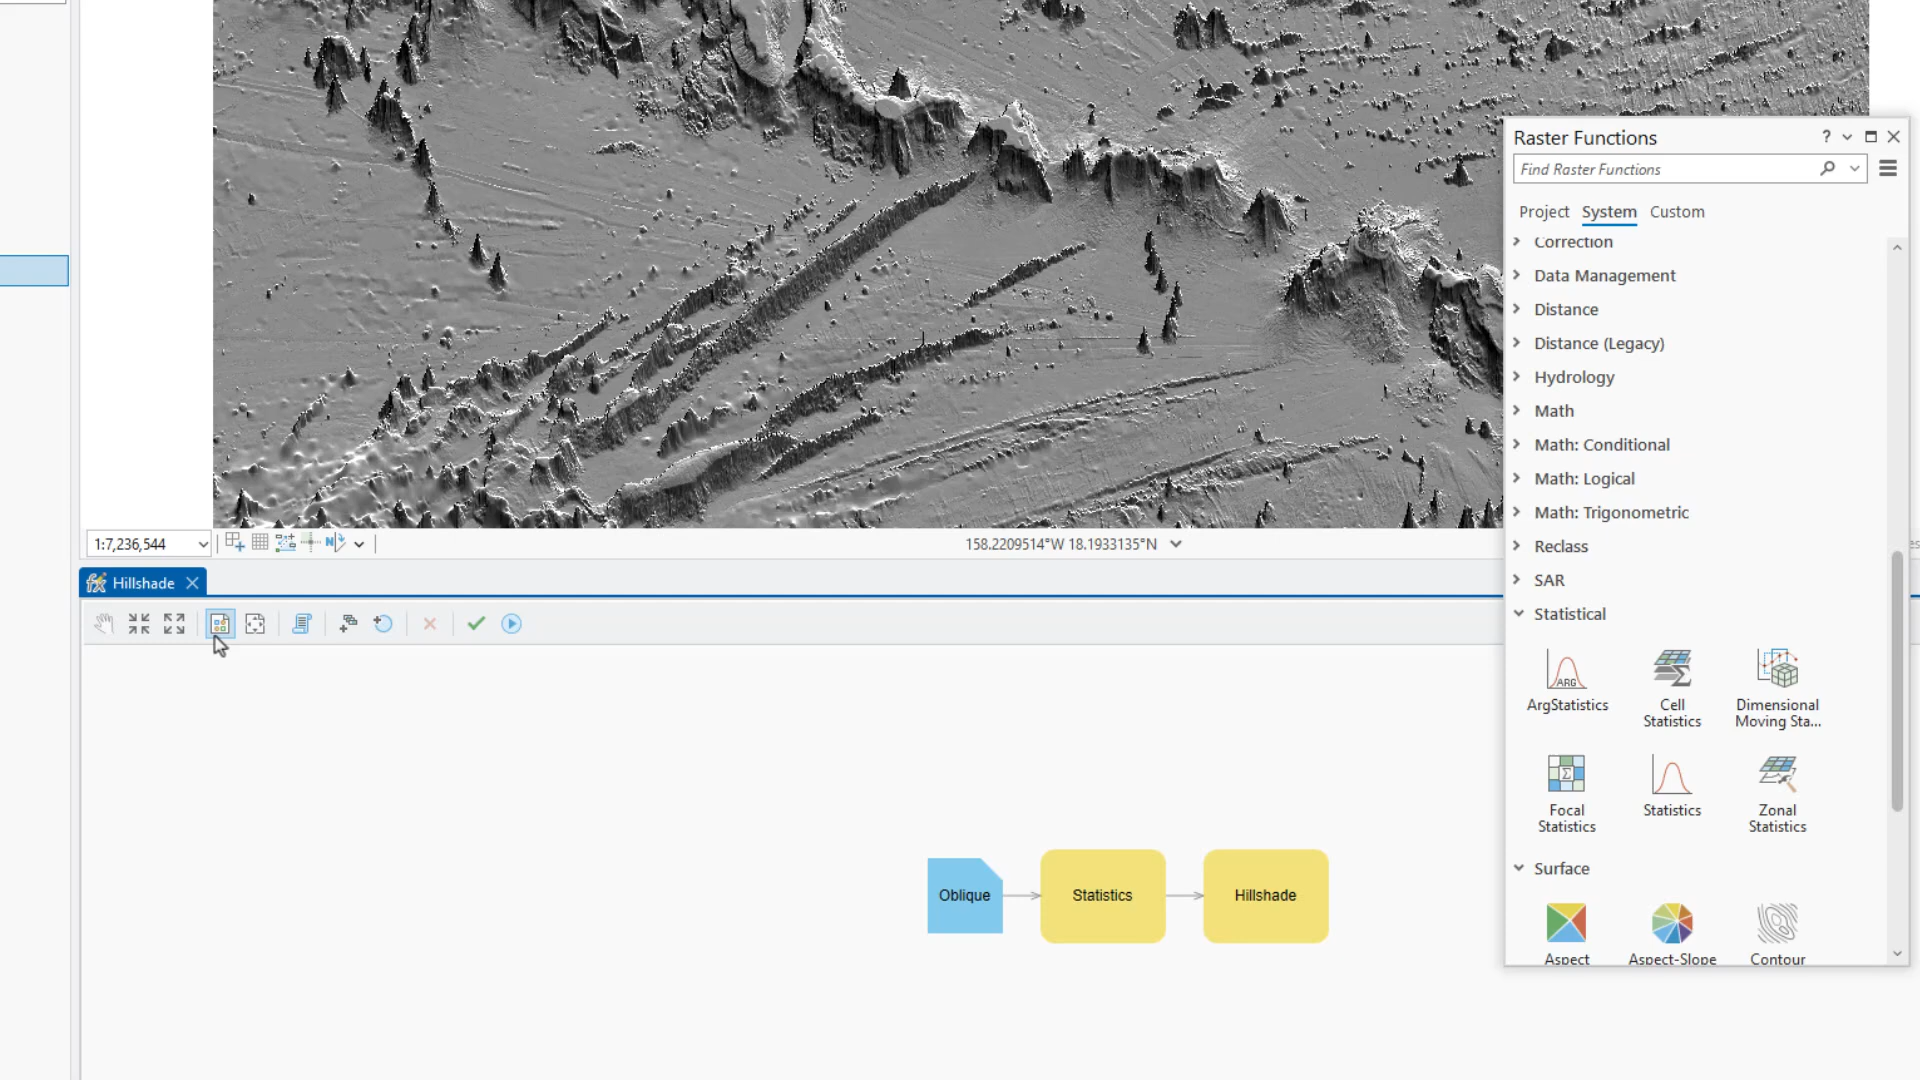 Raster Functions
?
Find Raster Functions
Project System Custom
Correction
Data Management
Distance
Distance (Legacy)
Hydrology
Math
Math: Conditional
Math: Logical
Math: Trigonometric
Reclass
SAR
Statistical
ARG
ArgStatistics
Cell
Statistics
Dimensional
Moving Sta...
Focal
Statistics
Statistics
Zonal
Statistics
Surface
Aspect
Aspect-Slope
Contour
1:7,236,544
N
158.2209514°W 18.1933135°N
fx Hillshade
Oblique
Statistics
Hillshade